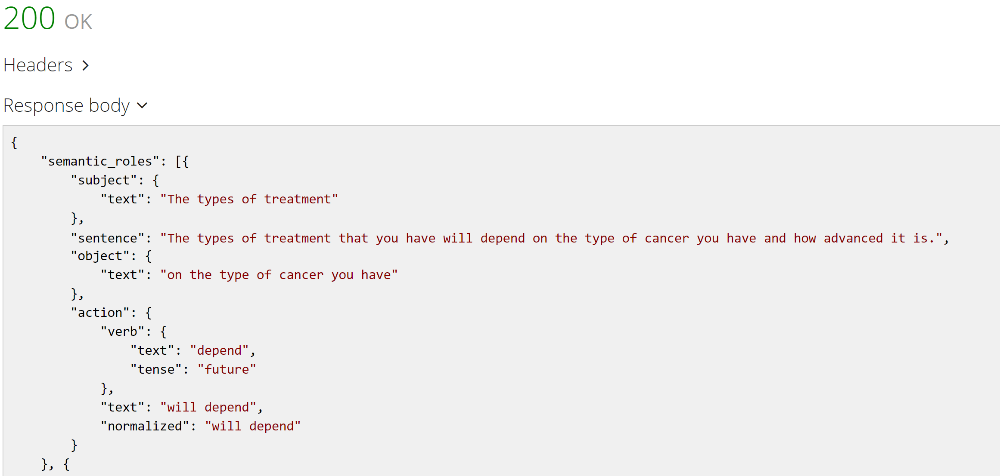 200 OK
Headers >
Response body
{
    "semantic_roles": [{
        "subject": {
            "text": "The types of treatment"
        },
        "sentence": "The types of treatment that you have will depend on the type of cancer you have and how advanced it is.",
        "object": {
            "text": "on the type of cancer you have"
        },
        "action": {
            "verb": {
                "text": "depend",
                "tense": "future"
            },
            "text": "will depend",
            "normalized": "will depend"
        }
    }, {